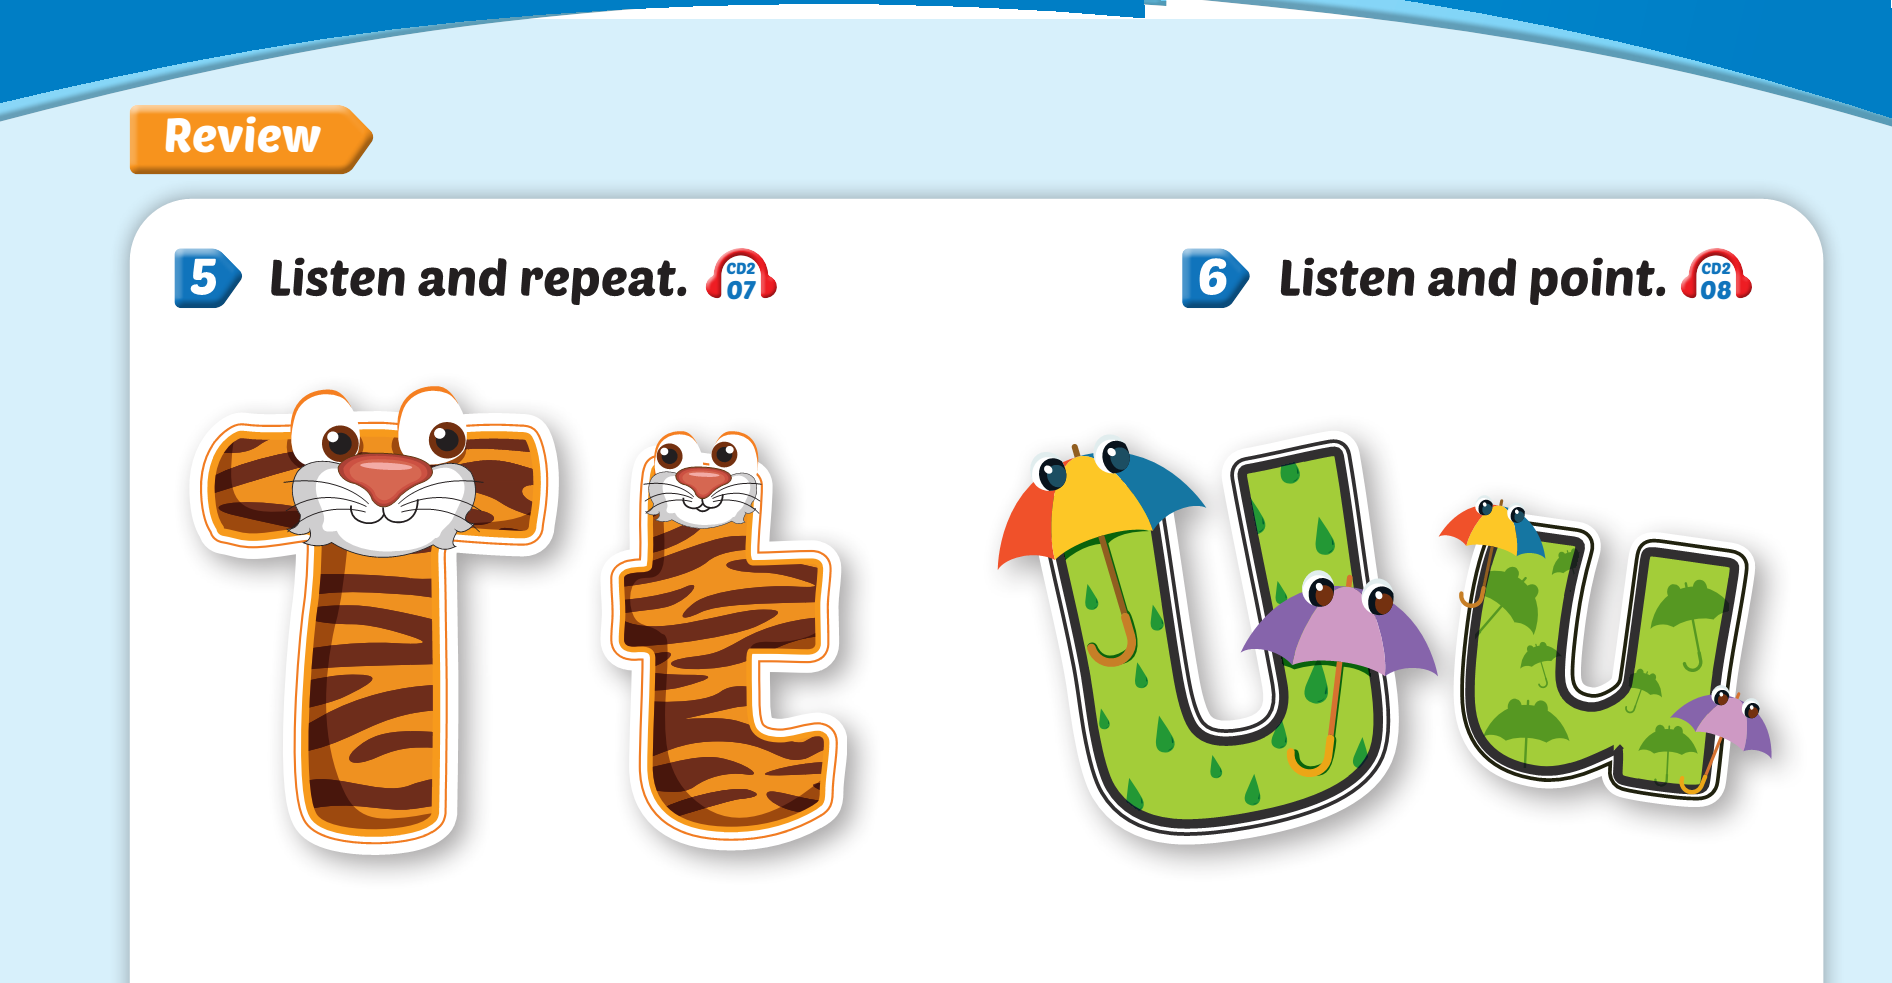 Review
5 Listen and repeat. CD2 07
6 Listen and point. CD2 08
T t U u